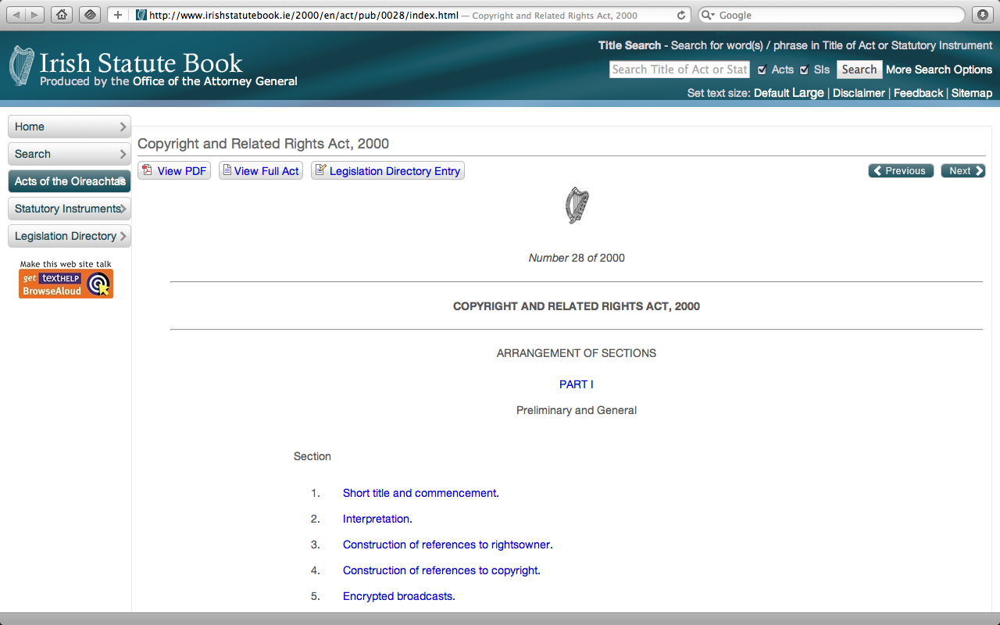 http://www.irishstatutebook.ie/2000/en/act/pub/0028/index.html — Copyright and Related Rights Act, 2000
Google
Irish Statute Book
Produced by the Office of the Attorney General
Title Search - Search for word(s) / phrase in Title of Act or Statutory Instrument
Search Title of Act or Stat
Acts
SIs
Search
More Search Options
Set text size: Default Large | Disclaimer | Feedback | Sitemap
Home
Search
Acts of the Oireachtas
Statutory Instruments
Legislation Directory
Make this web site talk
get textHELP
BrowseAloud
Copyright and Related Rights Act, 2000
View PDF
View Full Act
Legislation Directory Entry
Previous
Next
Number 28 of 2000
COPYRIGHT AND RELATED RIGHTS ACT, 2000
ARRANGEMENT OF SECTIONS
PART I
Preliminary and General
Section
1. Short title and commencement.
2. Interpretation.
3. Construction of references to rightsowner.
4. Construction of references to copyright.
5. Encrypted broadcasts.